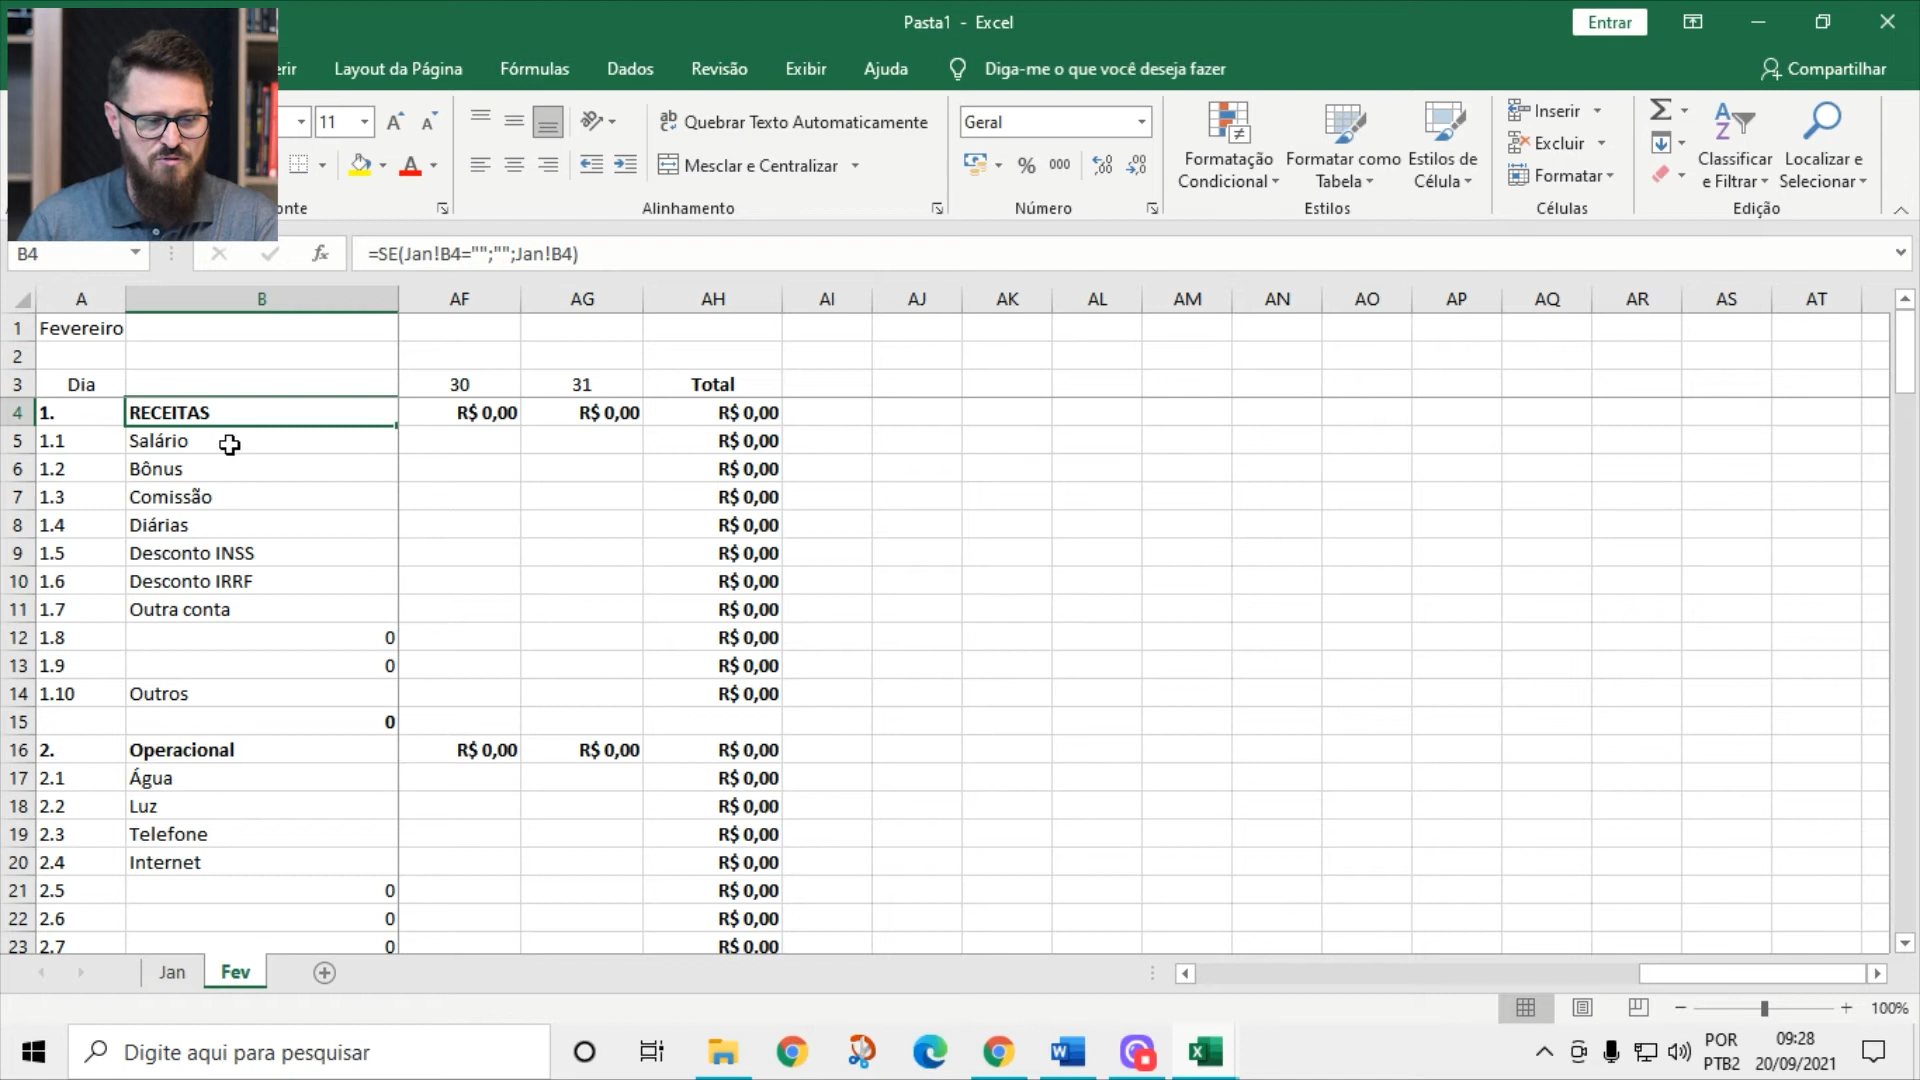 Pasta1 - Excel
Entrar
erir
Layout da Página
Fórmulas
Dados
Revisão
Exibir
Ajuda
Diga-me o que você deseja fazer
Compartilhar
11
Quebrar Texto Automaticamente
Mesclar e Centralizar
Geral
% 000
Formatação Condicional
Formatar como Tabela
Estilos de Célula
Inserir
Excluir
Formatar
Classificar e Filtrar
Localizar e Selecionar
onte
Alinhamento
Número
Estilos
Células
Edição
B4
fx
=SE(Jan!B4="";"";Jan!B4)
A B AF AG AH AI AJ AK AL AM AN AO AP AQ AR AS AT
1 Fevereiro
2
3 Dia 30 31 Total
4 1. RECEITAS R$ 0,00 R$ 0,00 R$ 0,00
5 1.1 Salário R$ 0,00
6 1.2 Bônus R$ 0,00
7 1.3 Comissão R$ 0,00
8 1.4 Diárias R$ 0,00
9 1.5 Desconto INSS R$ 0,00
10 1.6 Desconto IRRF R$ 0,00
11 1.7 Outra conta R$ 0,00
12 1.8 0 R$ 0,00
13 1.9 0 R$ 0,00
14 1.10 Outros R$ 0,00
15 0
16 2. Operacional R$ 0,00 R$ 0,00 R$ 0,00
17 2.1 Água R$ 0,00
18 2.2 Luz R$ 0,00
19 2.3 Telefone R$ 0,00
20 2.4 Internet R$ 0,00
21 2.5 0 R$ 0,00
22 2.6 0 R$ 0,00
23 2.7 0 R$ 0,00
Jan
Fev
100%
Digite aqui para pesquisar
POR
PTB2
09:28
20/09/2021